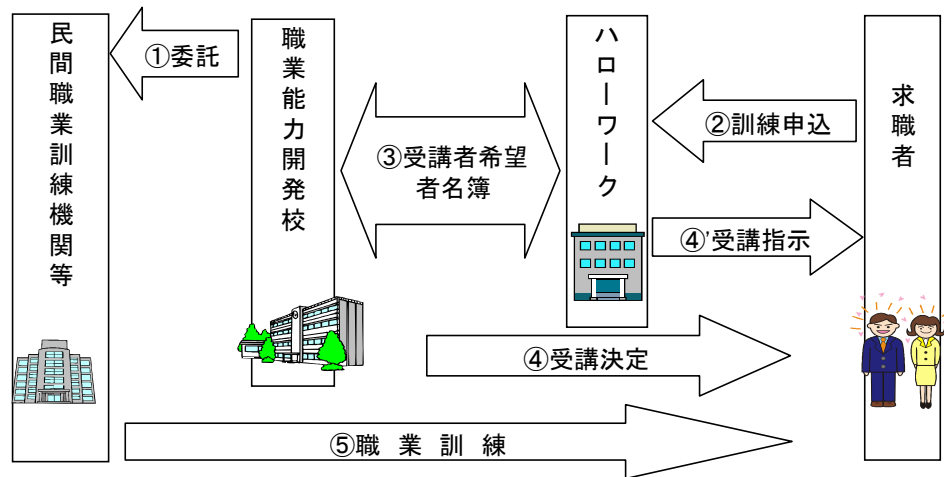 民間職業訓練機関等
①委託
職業能力開発校
③受講者希望
者名簿
ハローワーク
②訓練申込
④'受講指示
求職者
④受講決定
⑤職業訓練